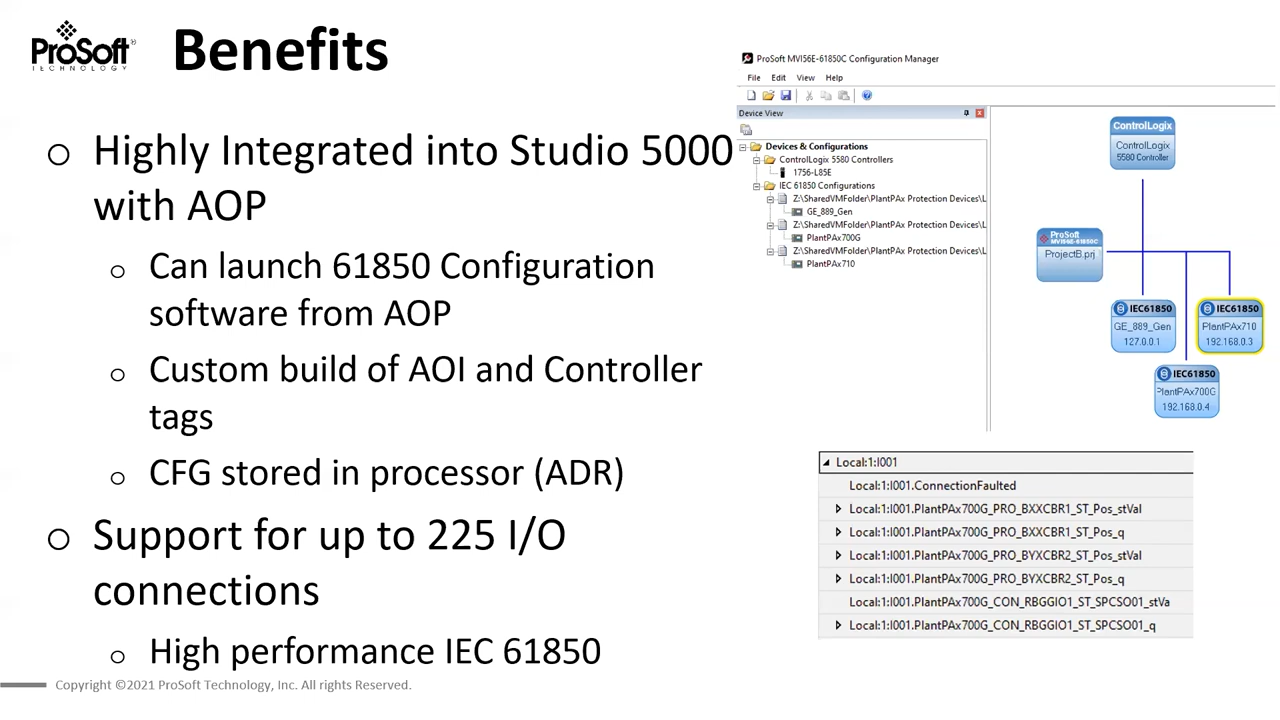 ProSoft®
TECHNOLOGY
Benefits
o Highly Integrated into Studio 5000
with AOP
o Can launch 61850 Configuration
software from AOP
o Custom build of AOI and Controller
tags
o CFG stored in processor (ADR)
o Support for up to 225 I/O
connections
o High performance IEC 61850
Copyright ©2021 ProSoft Technology, Inc. All rights Reserved.
ProSoft MVI56E-61850C Configuration Manager
File Edit View Help
Device View
Devices & Configurations
ControlLogix 5580 Controllers
1756-L85E
IEC 61850 Configurations
Z:\SharedVMFolder\PlantPAx Protection Devices\L
GE_889_Gen
Z:\SharedVMFolder\PlantPAx Protection Devices\L
PlantPAx700G
Z:\SharedVMFolder\PlantPAx Protection Devices\L
PlantPAx710
ControlLogix
ControlLogix
5580 Controller
ProSoft
MVI56E-61850C
ProjectB.prj
IEC61850
GE_889_Gen
127.0.0.1
IEC61850
PlantPAx710
192.168.0.3
IEC61850
PlantPAx700G
192.168.0.4
Local:1:I001
Local:1:I001.ConnectionFaulted
Local:1:I001.PlantPAx700G_PRO_BXXCBR1_ST_Pos_stVal
Local:1:I001.PlantPAx700G_PRO_BXXCBR1_ST_Pos_q
Local:1:I001.PlantPAx700G_PRO_BYXCBR2_ST_Pos_stVal
Local:1:I001.PlantPAx700G_PRO_BYXCBR2_ST_Pos_q
Local:1:I001.PlantPAx700G_CON_RBGGIO1_ST_SPCSO01_stVa
Local:1:I001.PlantPAx700G_CON_RBGGIO1_ST_SPCSO01_q